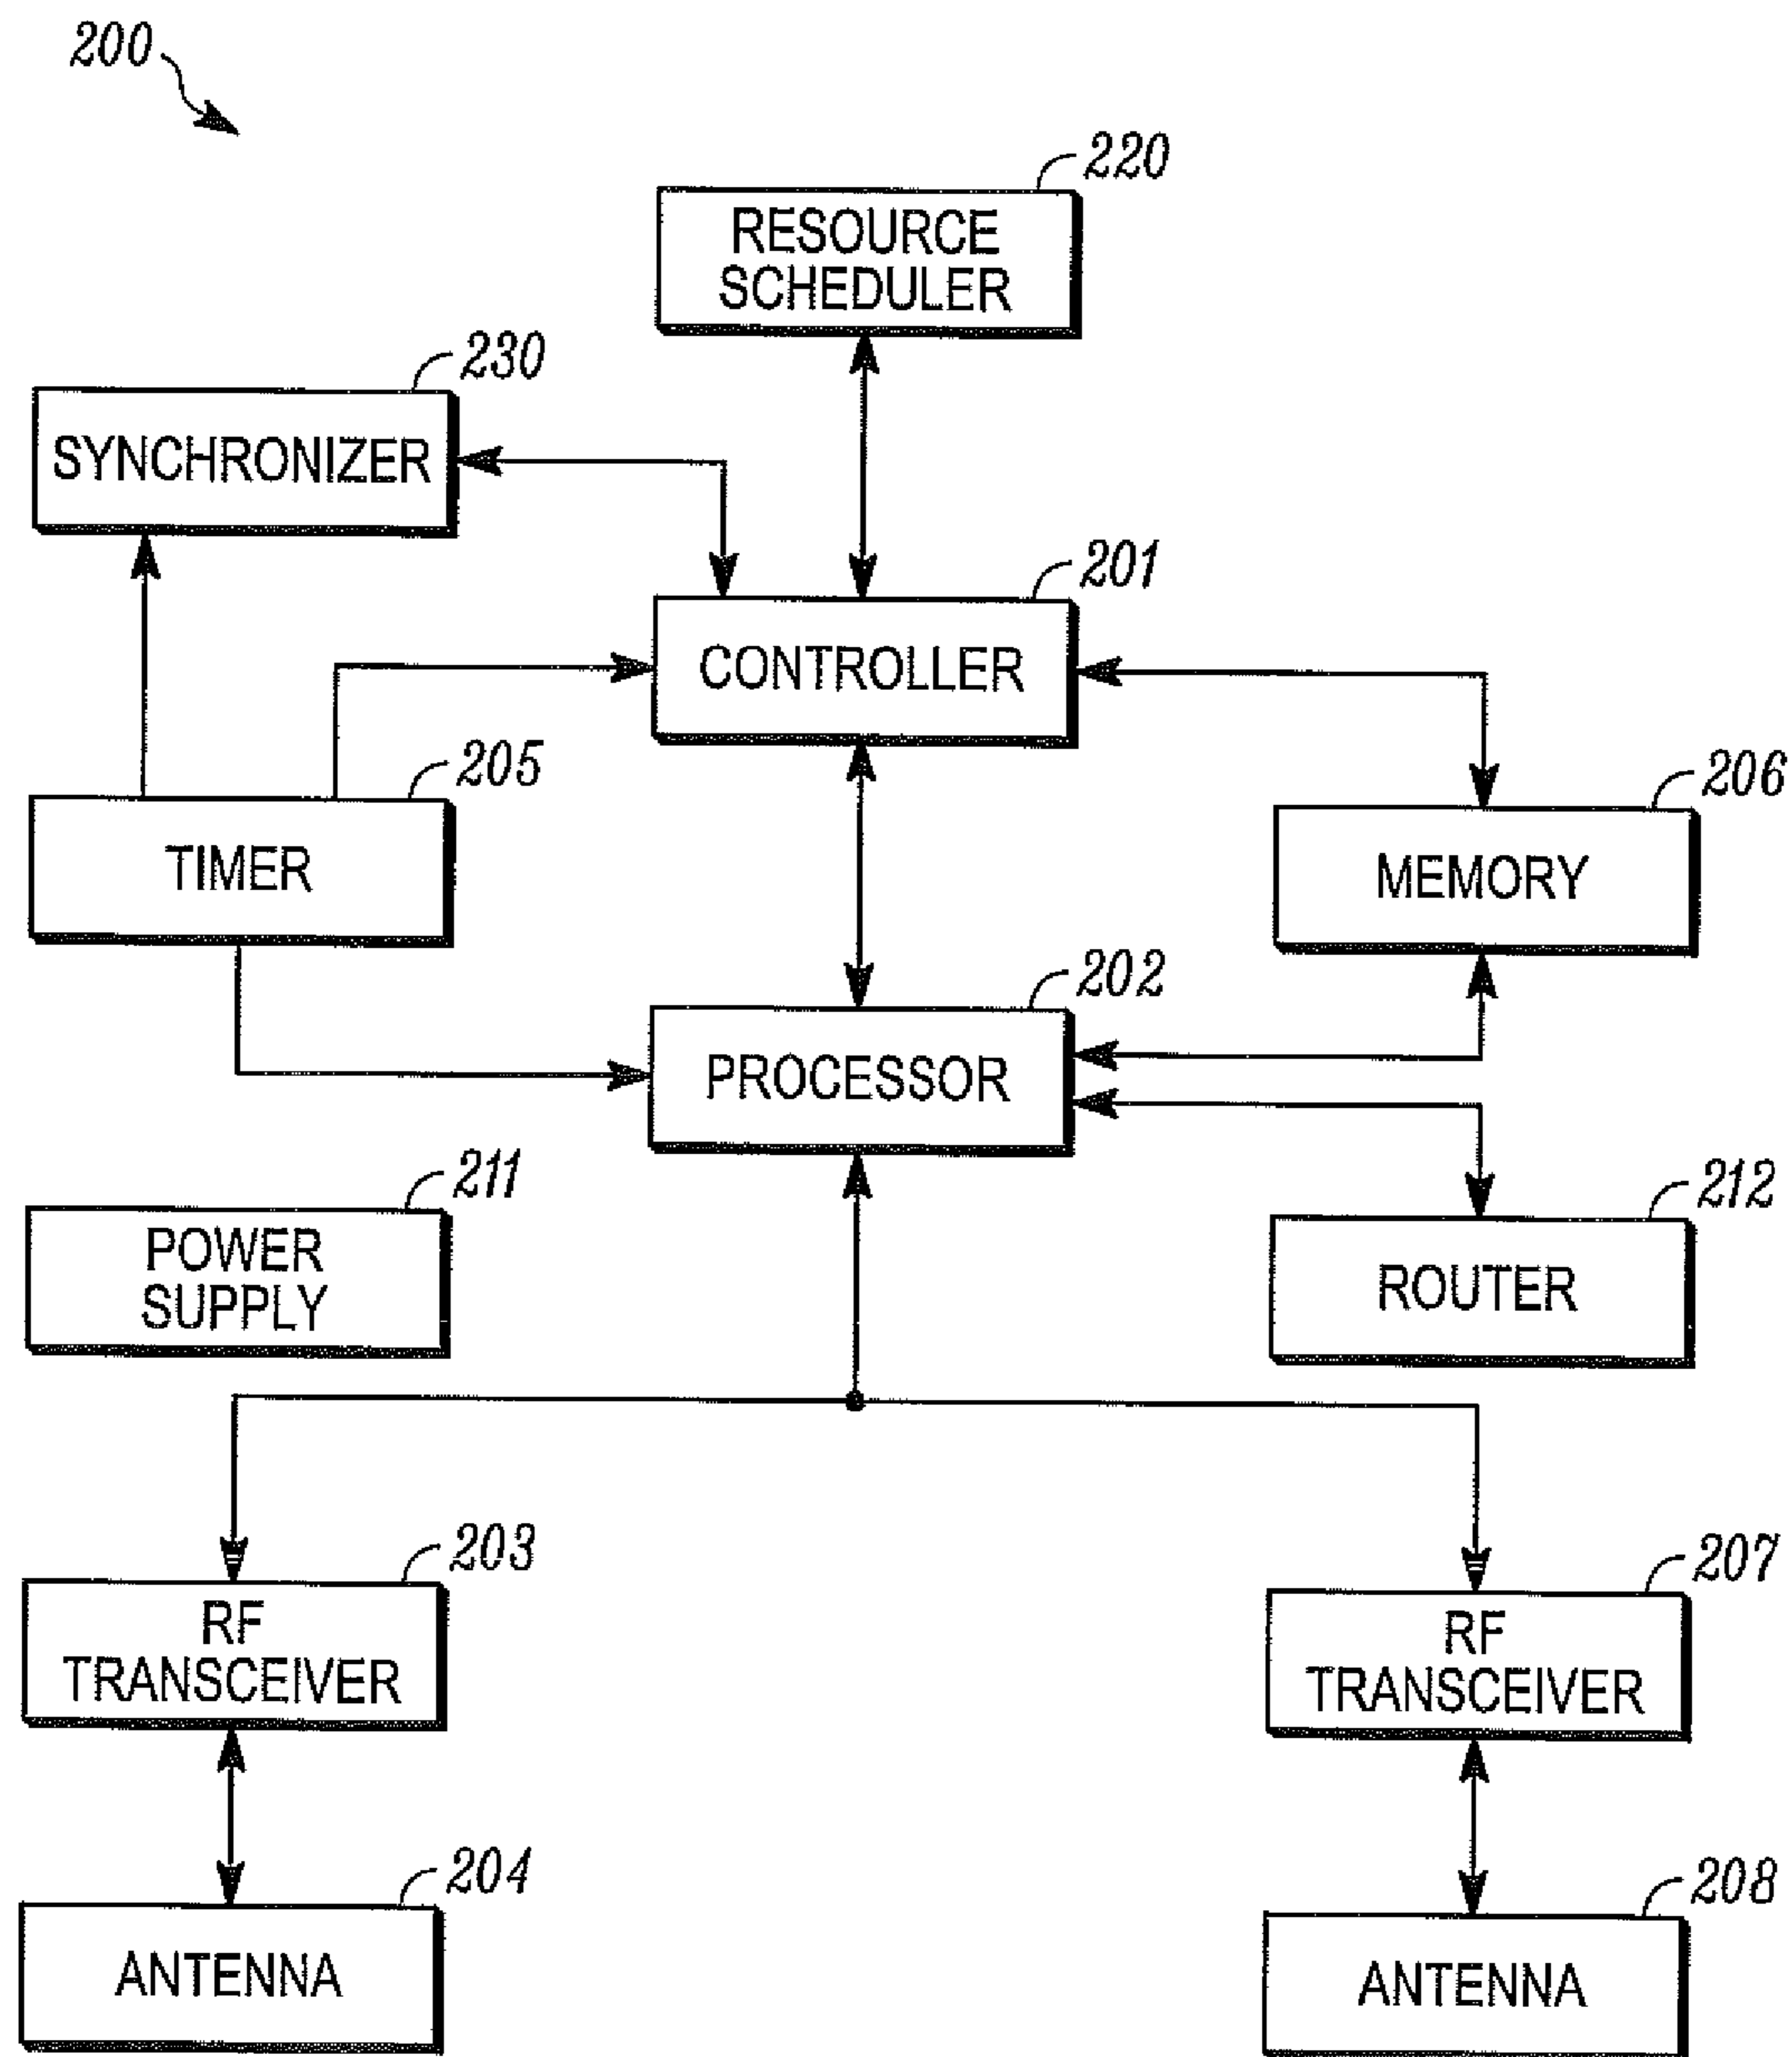 200
220
RESOURCE
SCHEDULER
230
SYNCHRONIZER
201
CONTROLLER
205
TIMER
206
MEMORY
202
PROCESSOR
211
POWER
SUPPLY
212
ROUTER
203
RF
TRANSCEIVER
207
RF
TRANSCEIVER
204
ANTENNA
208
ANTENNA